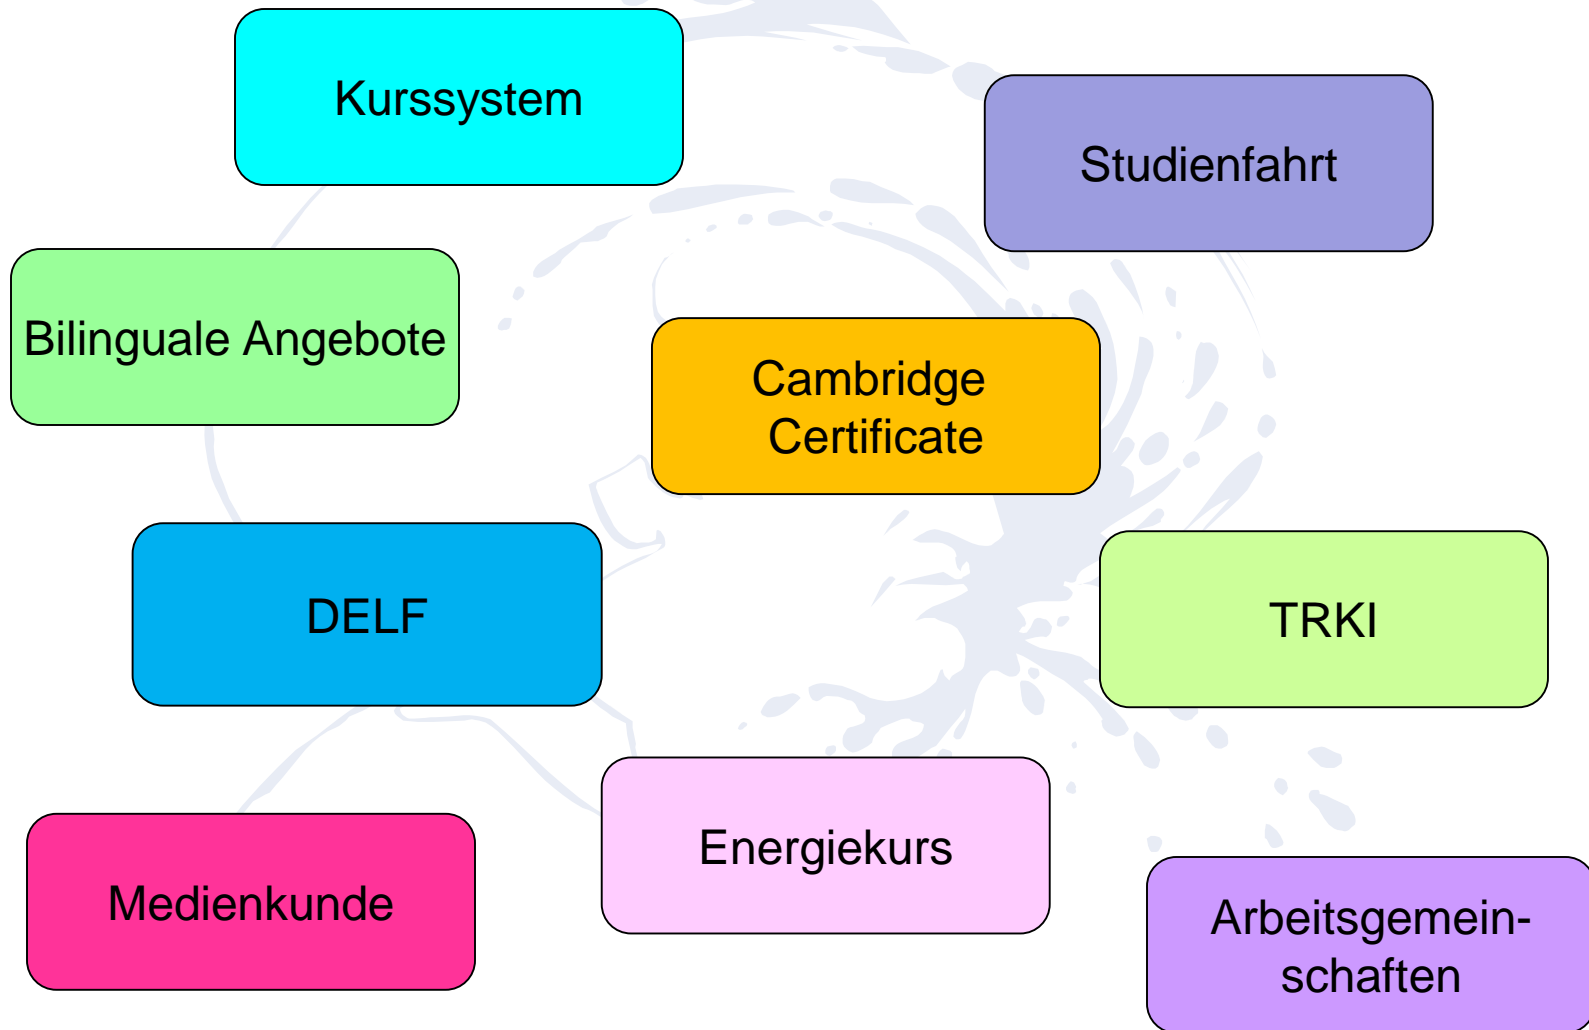 Kurssystem
Studienfahrt
Bilinguale Angebote
Cambridge
Certificate
DELF
TRKI
Energiekurs
Medienkunde
Arbeitsgemein-
schaften